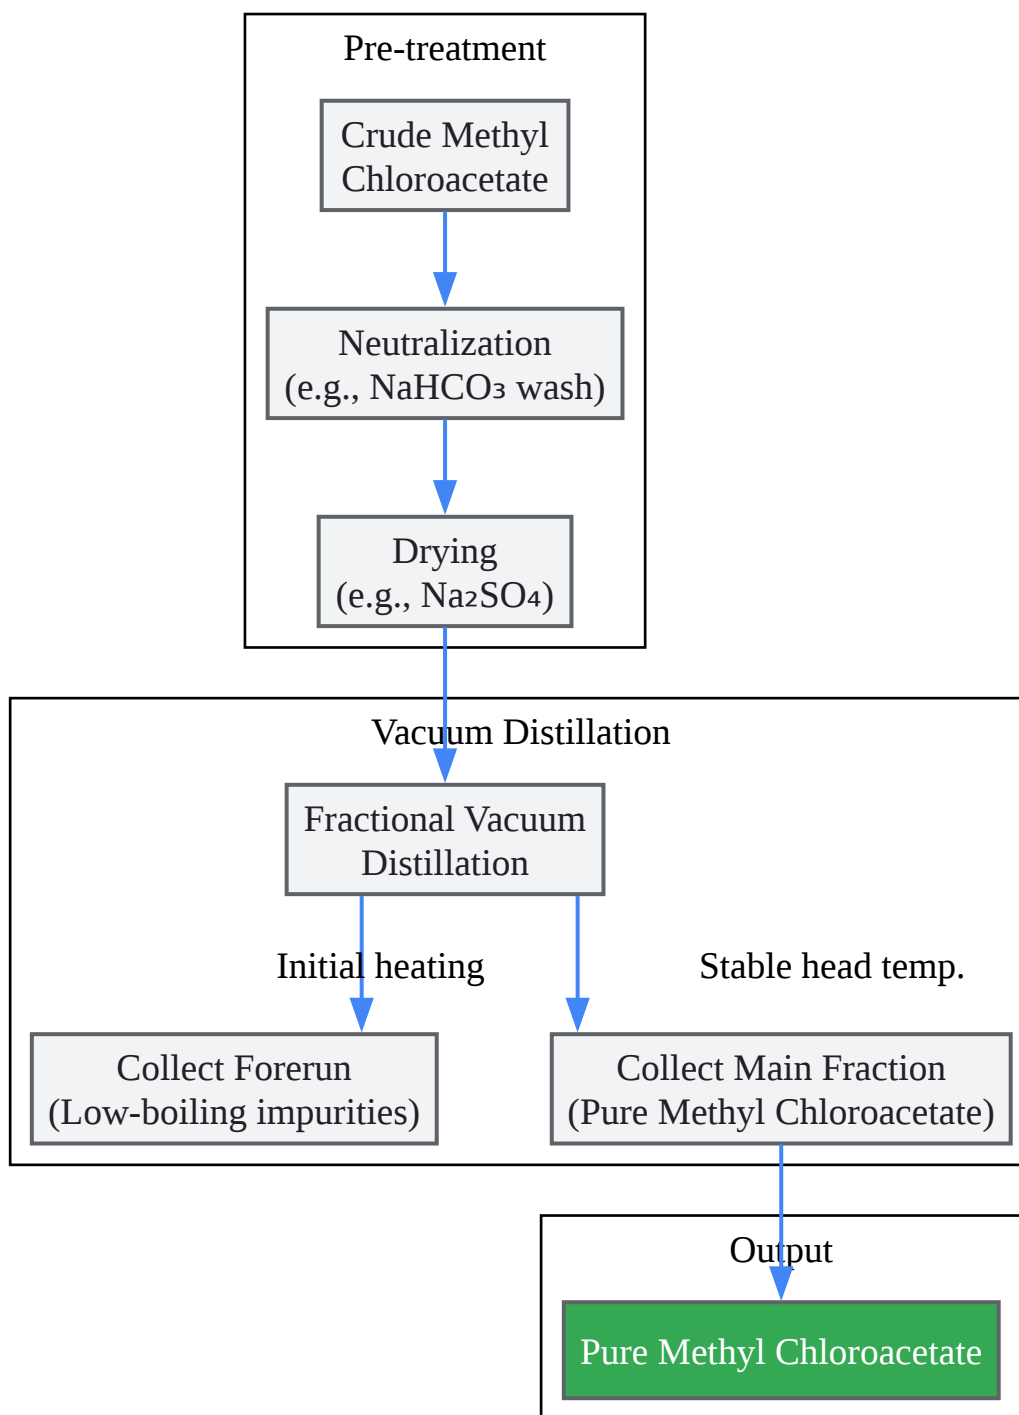 Pre-treatment
Crude Methyl
Chloroacetate
Neutralization
(e.g., NaHCO₃ wash)
Drying
(e.g., Na₂SO₄)
Vacuum Distillation
Fractional Vacuum
Distillation
Initial heating
Stable head temp.
Collect Forerun
(Low-boiling impurities)
Collect Main Fraction
(Pure Methyl Chloroacetate)
Output
Pure Methyl Chloroacetate